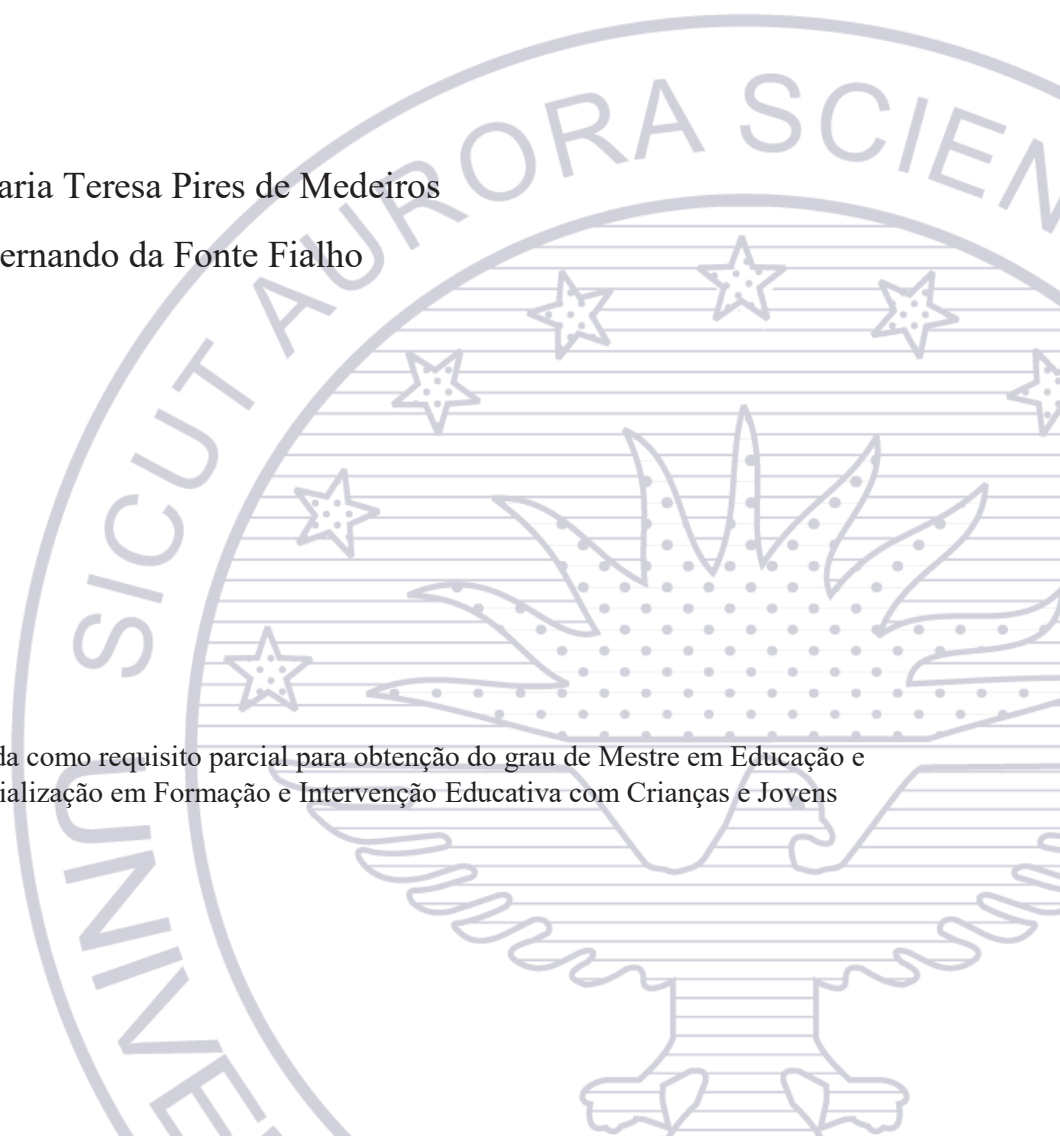 SICUT AURORA SCIEN
aria Teresa Pires de Medeiros
ernando da Fonte Fialho
da como requisito parcial para obtenção do grau de Mestre em Educação e
ialização em Formação e Intervenção Educativa com Crianças e Jovens
UNIVE